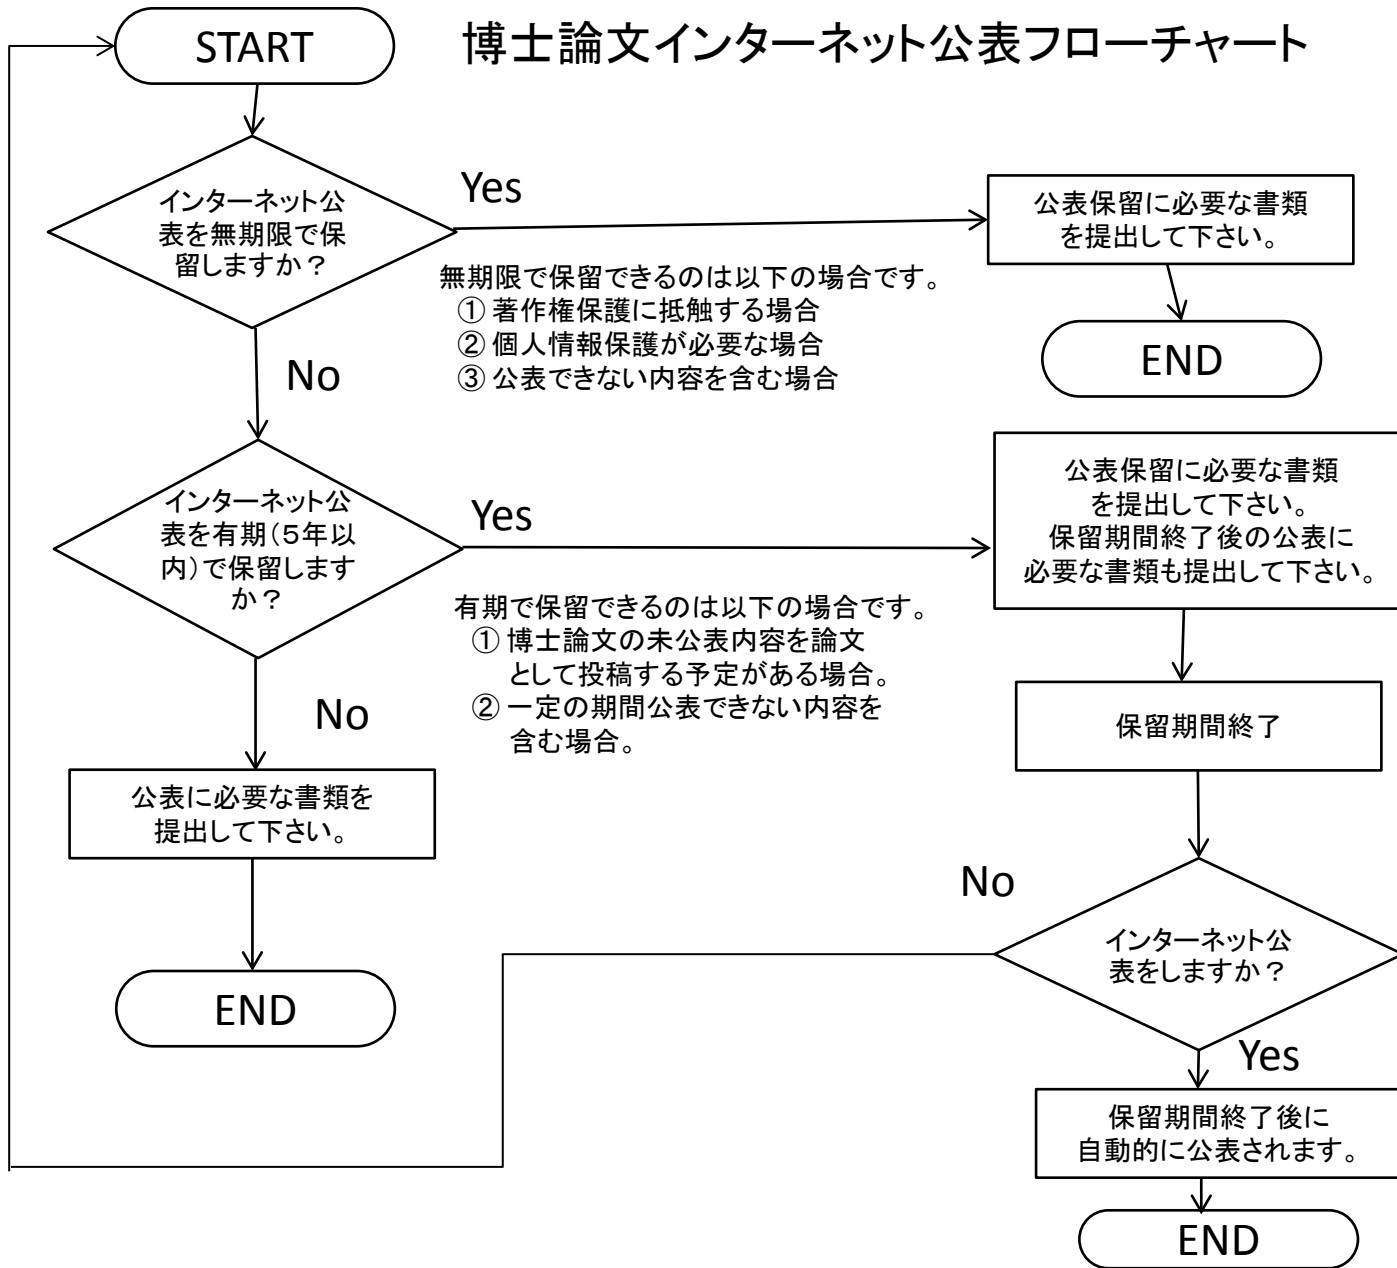 START
博士論文インターネット公表フローチャート
インターネット公
表を無期限で保
留しますか？
Yes
公表保留に必要な書類
を提出して下さい。
無期限で保留できるのは以下の場合です。
① 著作権保護に抵触する場合
② 個人情報保護が必要な場合
③ 公表できない内容を含む場合
END
No
インターネット公
表を有期（５年以
内）で保留します
か？
Yes
公表保留に必要な書類
を提出して下さい。
保留期間終了後の公表に
必要な書類も提出して下さい。
有期で保留できるのは以下の場合です。
① 博士論文の未公表内容を論文
として投稿する予定がある場合。
② 一定の期間公表できない内容を
含む場合。
No
保留期間終了
公表に必要な書類を
提出して下さい。
No
インターネット公
表をしますか？
END
Yes
保留期間終了後に
自動的に公表されます。
END